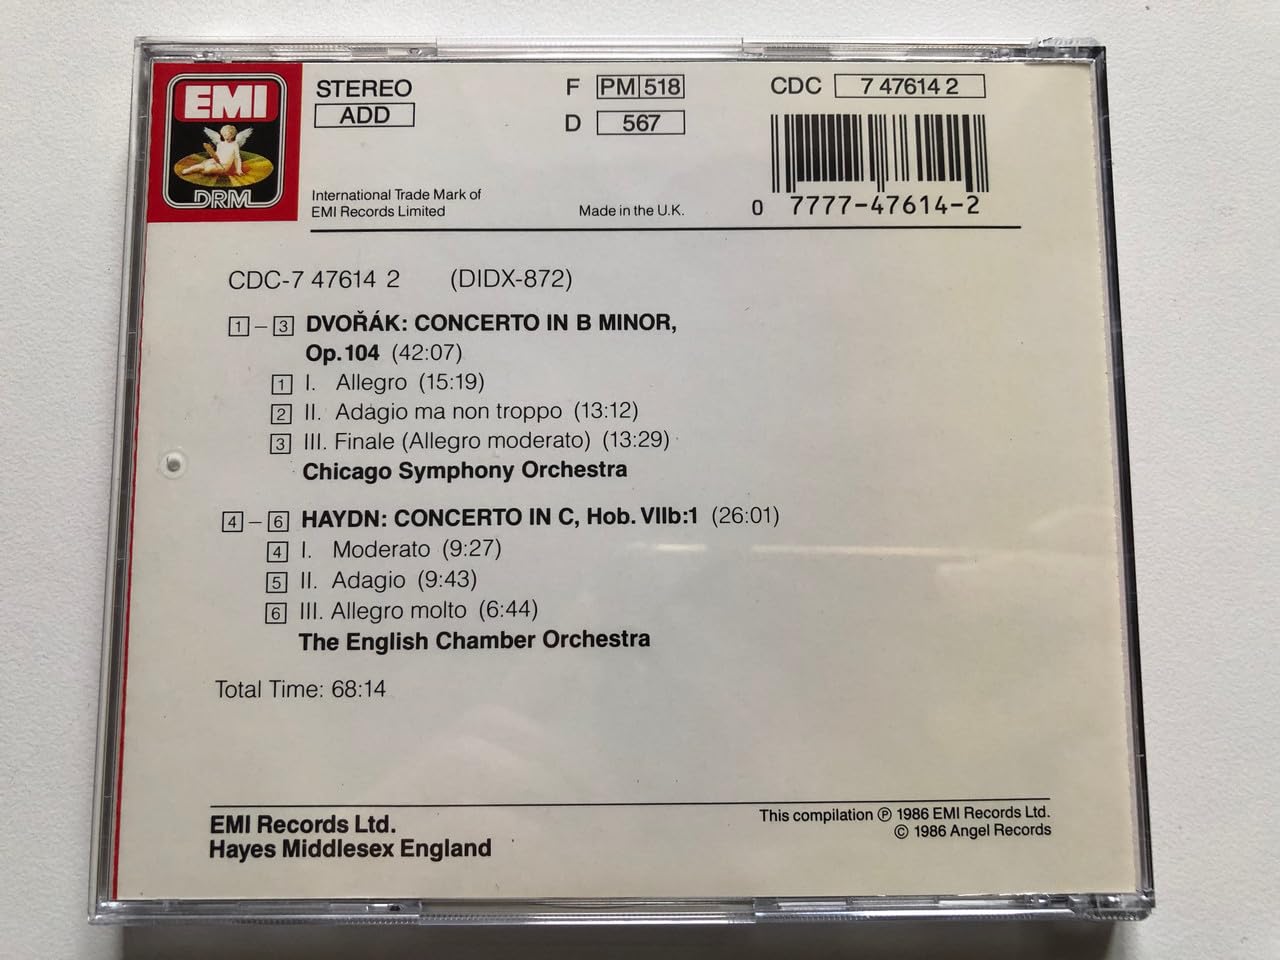 EMI
DRM
STEREO
ADD
International Trade Mark of
EMI Records Limited
F PM 518
D 567
Made in the U.K.
CDC 7 47614 2
0 7777-47614-2
CDC-7 47614 2 (DIDX-872)
1 – 3 DVOŘÁK: CONCERTO IN B MINOR,
Op.104 (42:07)
1 I. Allegro (15:19)
2 II. Adagio ma non troppo (13:12)
3 III. Finale (Allegro moderato) (13:29)
Chicago Symphony Orchestra
4 – 6 HAYDN: CONCERTO IN C, Hob. VIIb:1 (26:01)
4 I. Moderato (9:27)
5 II. Adagio (9:43)
6 III. Allegro molto (6:44)
The English Chamber Orchestra
Total Time: 68:14
EMI Records Ltd.
Hayes Middlesex England
This compilation ℗ 1986 EMI Records Ltd.
© 1986 Angel Records